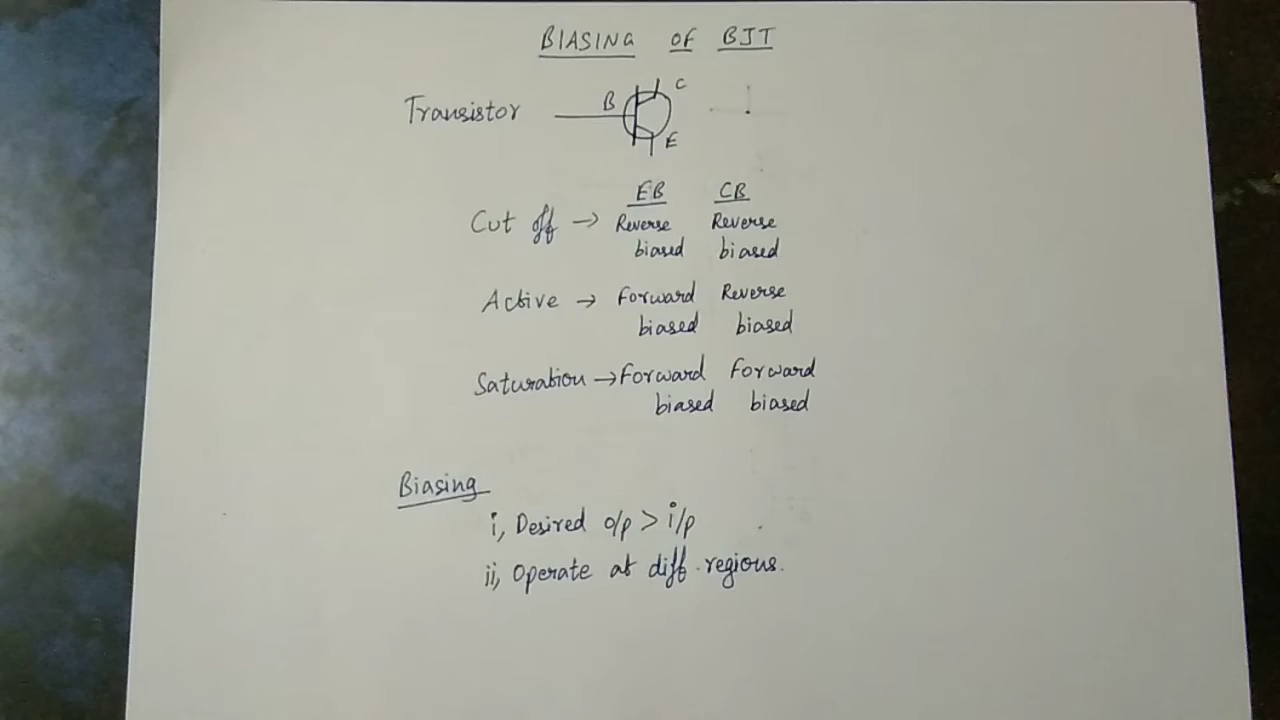 BIASING OF BJT
Transistor B C
E
EB CB
Cut off → Reverse Reverse
biased biased
Active → Forward Reverse
biased biased
Saturation → Forward Forward
biased biased
Biasing
i, Desired o/p > i/p
ii, Operate at diff. regions.